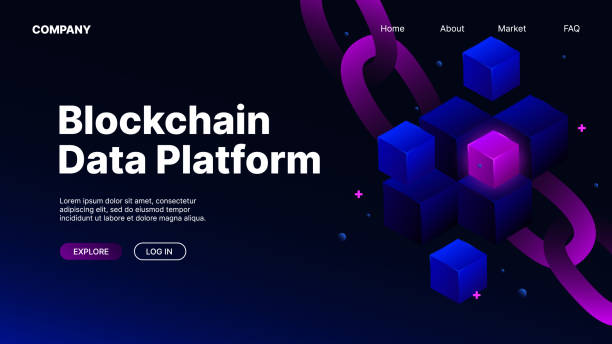 COMPANY
Home About Market FAQ
Blockchain
Data Platform
Lorem ipsum dolor sit amet, consectetur
adipiscing elit, sed do eiusmod tempor
incididunt ut labore et dolore magna aliqua.
EXPLORE LOG IN